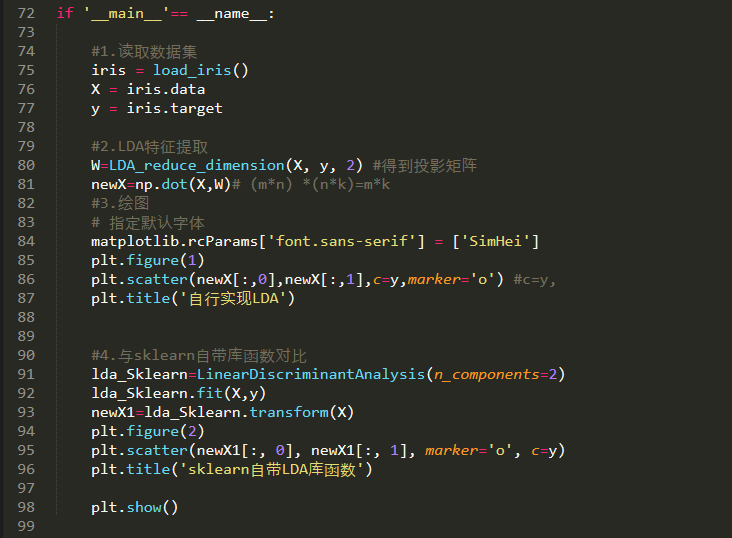 72 if '__main__'== __name__:
73
74 #1.读取数据集
75 iris = load_iris()
76 X = iris.data
77 y = iris.target
78
79 #2.LDA特征提取
80 W=LDA_reduce_dimension(X, y, 2) #得到投影矩阵
81 newX=np.dot(X,W)# (m*n) *(n*k)=m*k
82 #3.绘图
83 # 指定默认字体
84 matplotlib.rcParams['font.sans-serif'] = ['SimHei']
85 plt.figure(1)
86 plt.scatter(newX[:,0],newX[:,1],c=y,marker='o') #c=y,
87 plt.title('自行实现LDA')
88
89
90 #4.与sklearn自带库函数对比
91 lda_Sklearn=LinearDiscriminantAnalysis(n_components=2)
92 lda_Sklearn.fit(X,y)
93 newX1=lda_Sklearn.transform(X)
94 plt.figure(2)
95 plt.scatter(newX1[:, 0], newX1[:, 1], marker='o', c=y)
96 plt.title('sklearn自带LDA库函数')
97
98 plt.show()
99